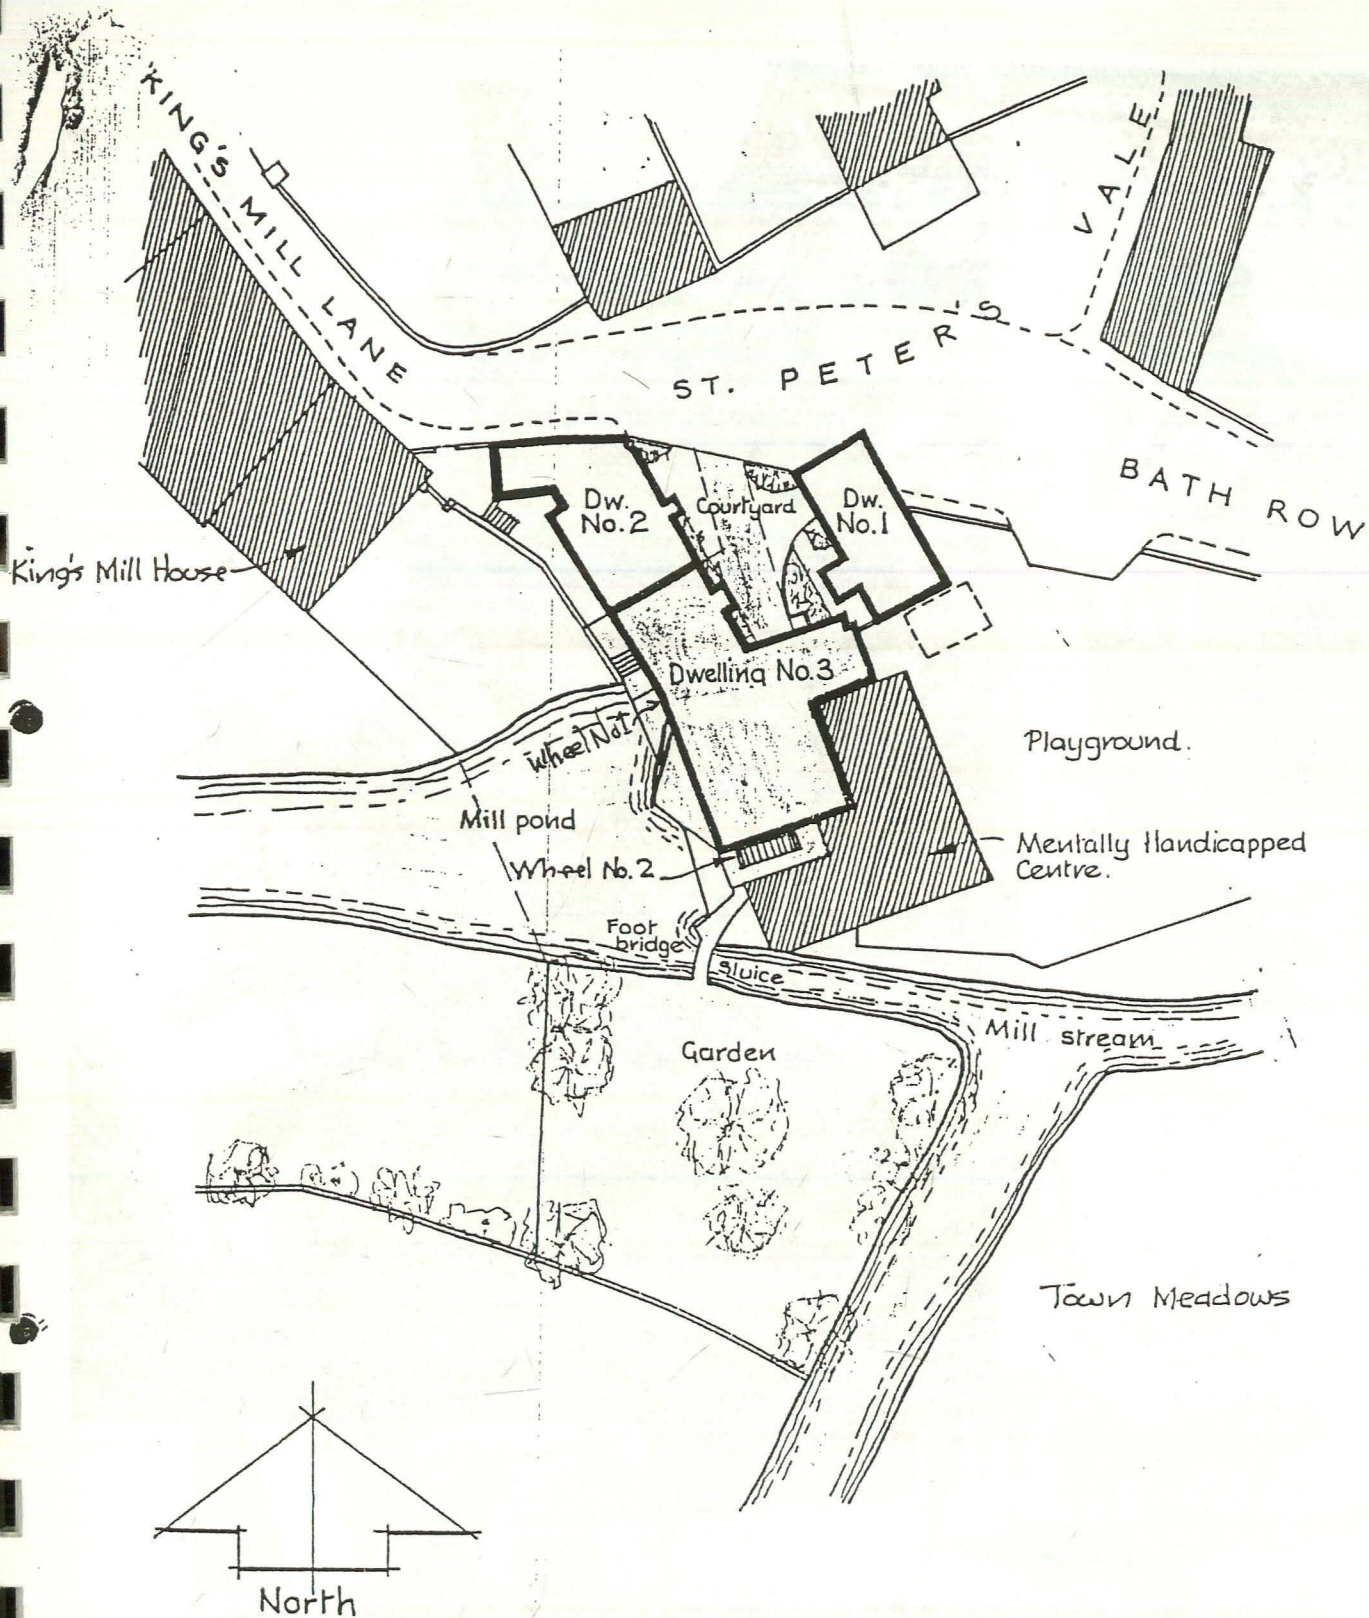 KING'S MILL LANE
VALE
ST. PETER'S
BATH ROW
Dw.
No.2
Courtyard
Dw.
No.1
King's Mill House
Dwelling No.3
Wheel No1
Playground.
Mill pond
Wheel No.2
Mentally Handicapped
Centre.
Foot
bridge
Sluice
Mill stream
Garden
Town Meadows
North